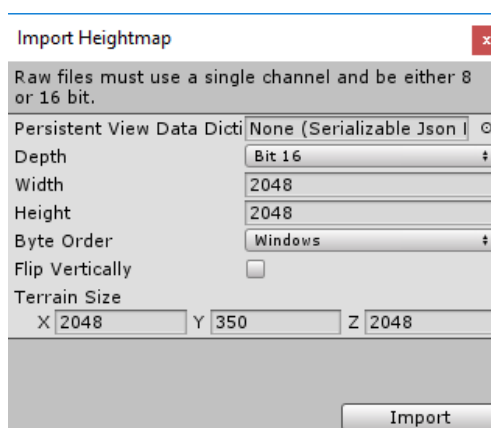 Import Heightmap
x
Raw files must use a single channel and be either 8
or 16 bit.
Persistent View Data Dicti None (Serializable Json I
Depth Bit 16
Width 2048
Height 2048
Byte Order Windows
Flip Vertically
Terrain Size
X 2048 Y 350 Z 2048
Import